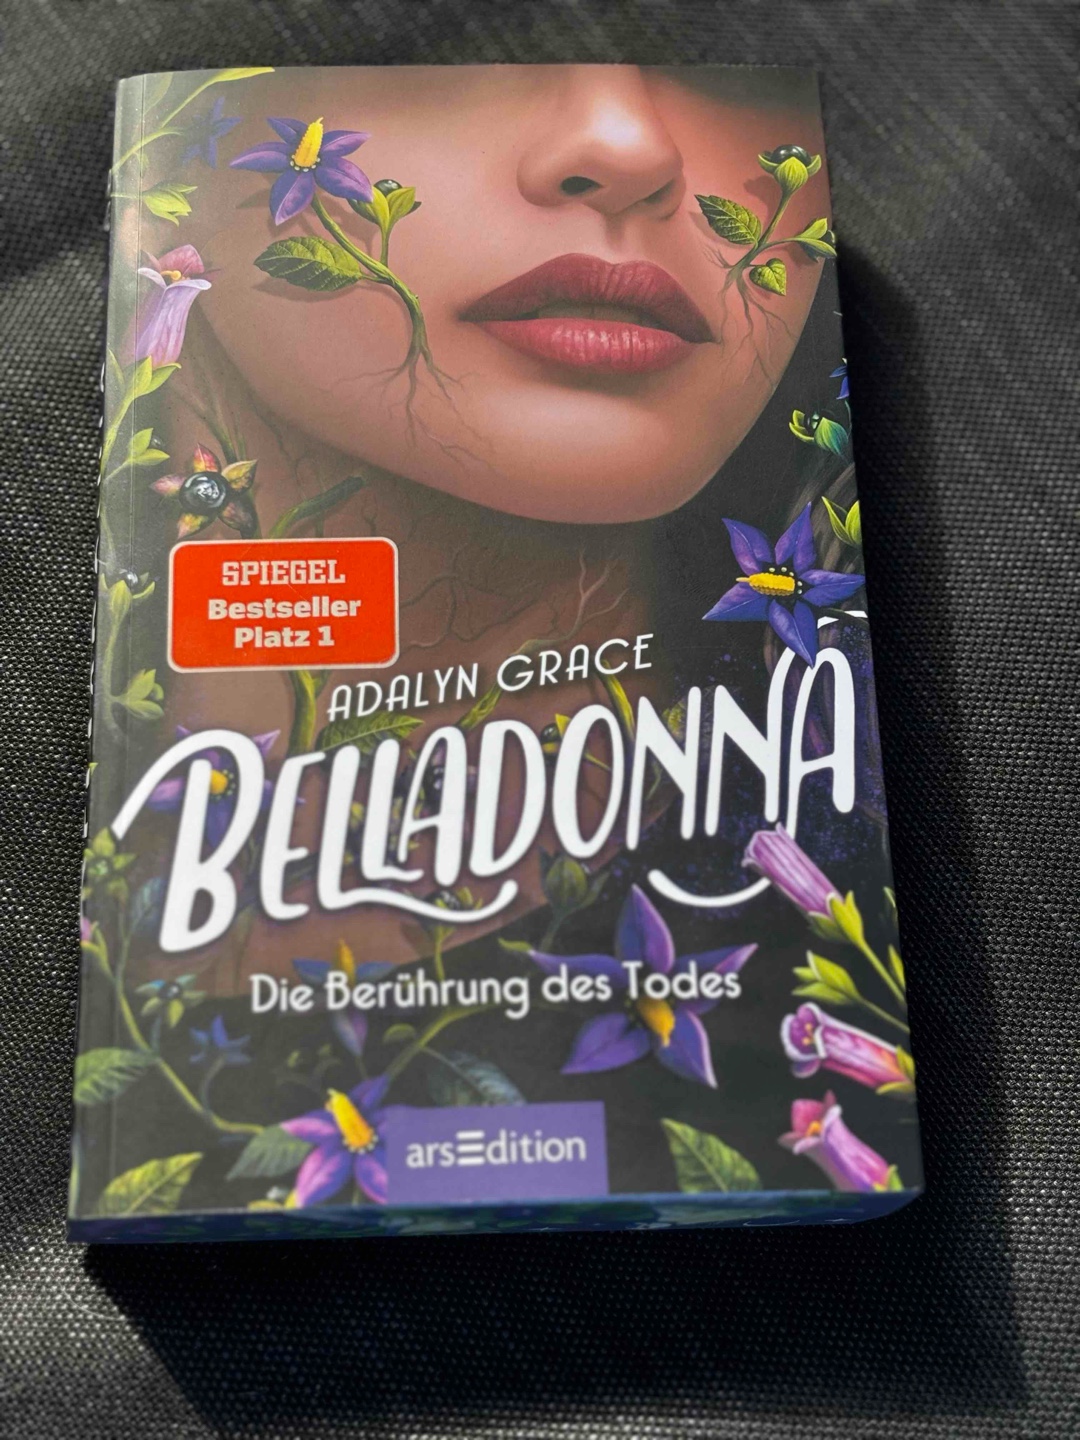 SPIEGEL
Bestseller
Platz 1
ADALYN GRACE
BELLADONNA
Die Berührung des Todes
arsEdition